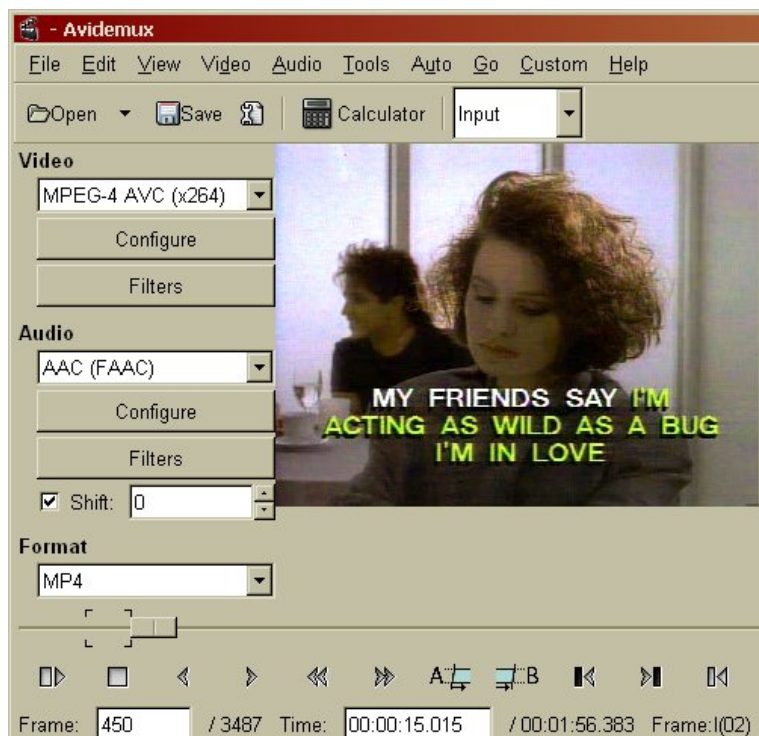 - Avidemux
File Edit View Video Audio Tools Auto Go Custom Help
Open Save Calculator Input
Video
MPEG-4 AVC (x264)
Configure
Filters
Audio
AAC (FAAC)
Configure
Filters
Shift: 0
Format
MP4
MY FRIENDS SAY I'M
ACTING AS WILD AS A BUG
I'M IN LOVE
A B
Frame: 450 / 3487 Time: 00:00:15.015 / 00:01:56.383 Frame:I(02)